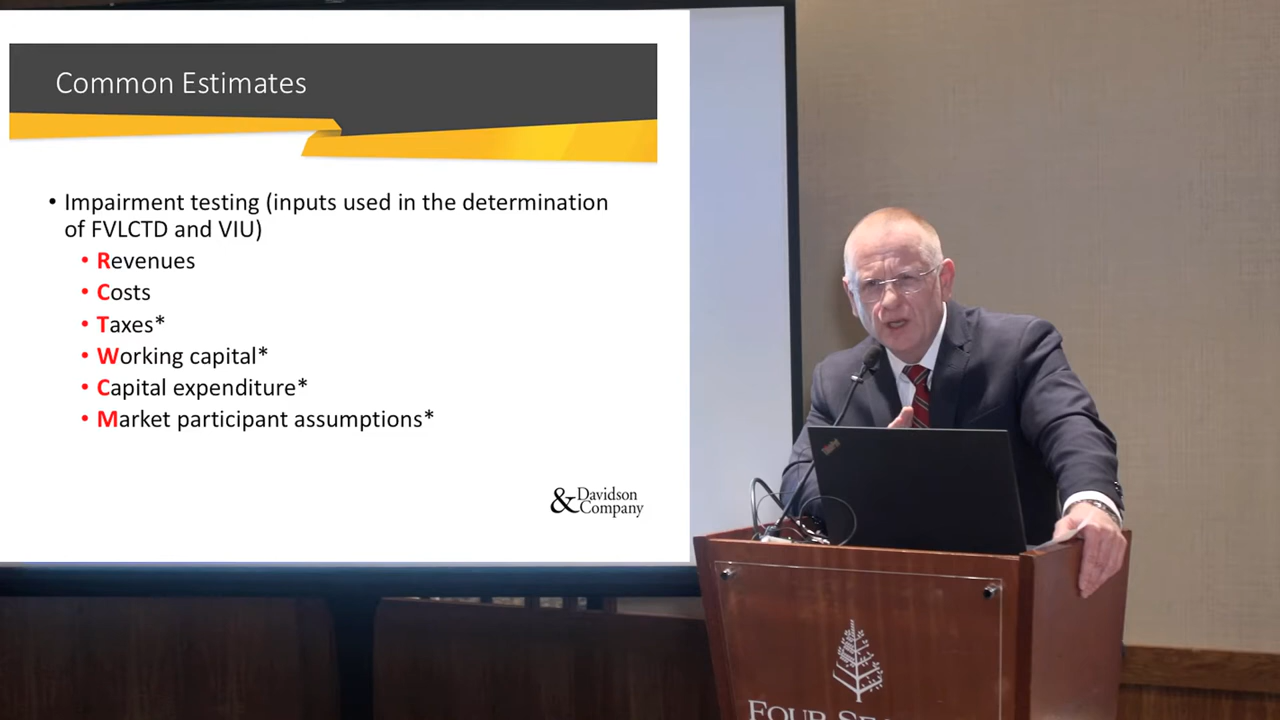 Common Estimates
• Impairment testing (inputs used in the determination
of FVLCTD and VIU)
• Revenues
• Costs
• Taxes*
• Working capital*
• Capital expenditure*
• Market participant assumptions*
& Davidson
Company
FOUR